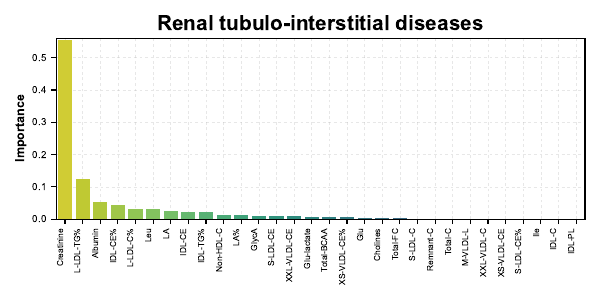 Renal tubulo-interstitial diseases
Importance
0.5
0.4
0.3
0.2
0.1
0.0
Creatinine
L-LDL-TG%
Albumin
IDL-CE%
L-LDL-C%
Leu
LA
IDL-CE
IDL-TG%
Non-HDL-C
LA%
GlycA
S-LDL-CE
XXL-VLDL-CE
Glu-lactate
Total-BCAA
XS-VLDL-CE%
Glu
Cholines
Total-FC
S-LDL-C
Remnant-C
Total-C
M-VLDL-L
XXL-VLDL-C
XS-VLDL-CE
S-LDL-CE%
Ile
IDL-C
IDL-PL